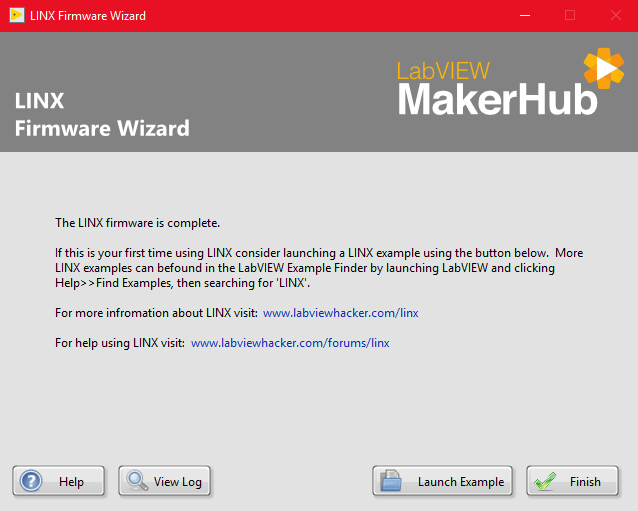 LINX Firmware Wizard
LabVIEW
MakerHub
LINX
Firmware Wizard
The LINX firmware is complete.
If this is your first time using LINX consider launching a LINX example using the button below. More
LINX examples can befound in the LabVIEW Example Finder by launching LabVIEW and clicking
Help>>Find Examples, then searching for 'LINX'.
For more infromation about LINX visit: www.labviewhacker.com/linx
For help using LINX visit: www.labviewhacker.com/forums/linx
Help View Log Launch Example Finish